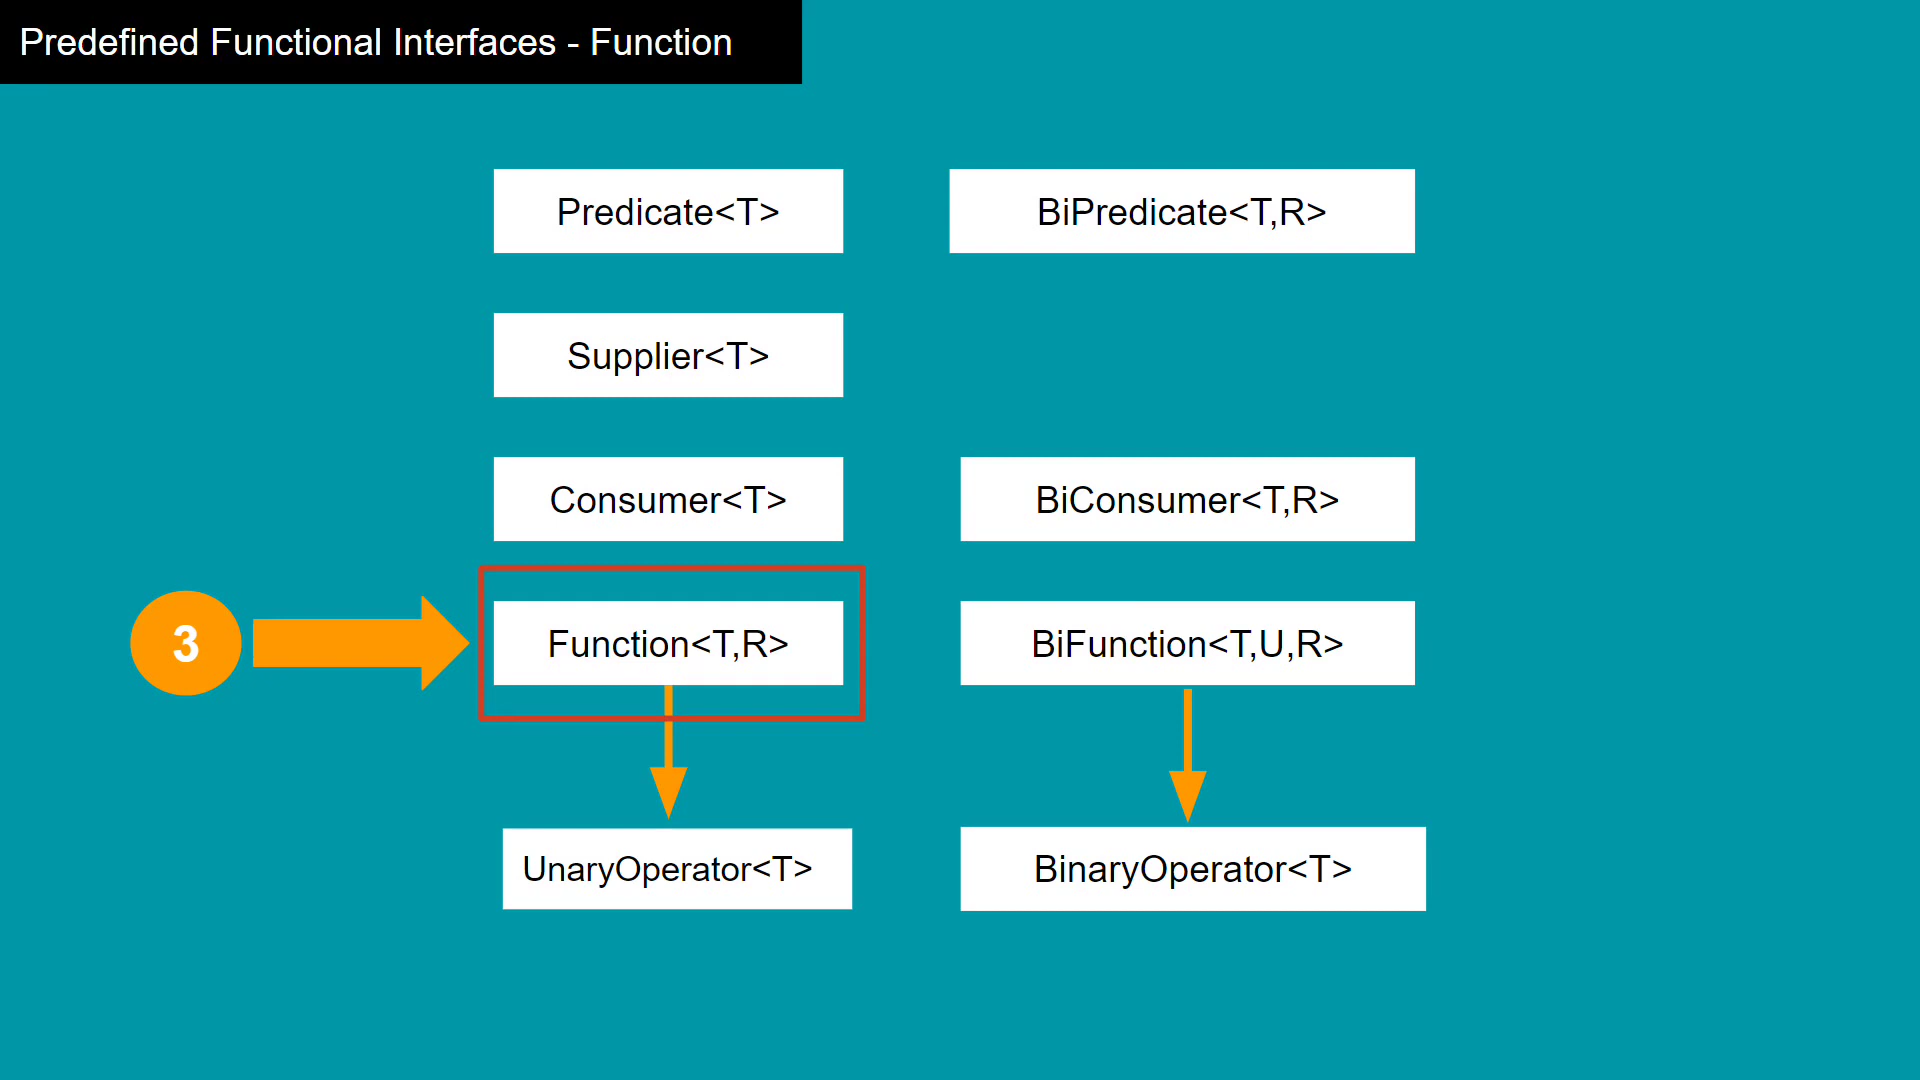 Predefined Functional Interfaces - Function
Predicate<T>
BiPredicate<T,R>
Supplier<T>
Consumer<T>
BiConsumer<T,R>
3
Function<T,R>
BiFunction<T,U,R>
UnaryOperator<T>
BinaryOperator<T>